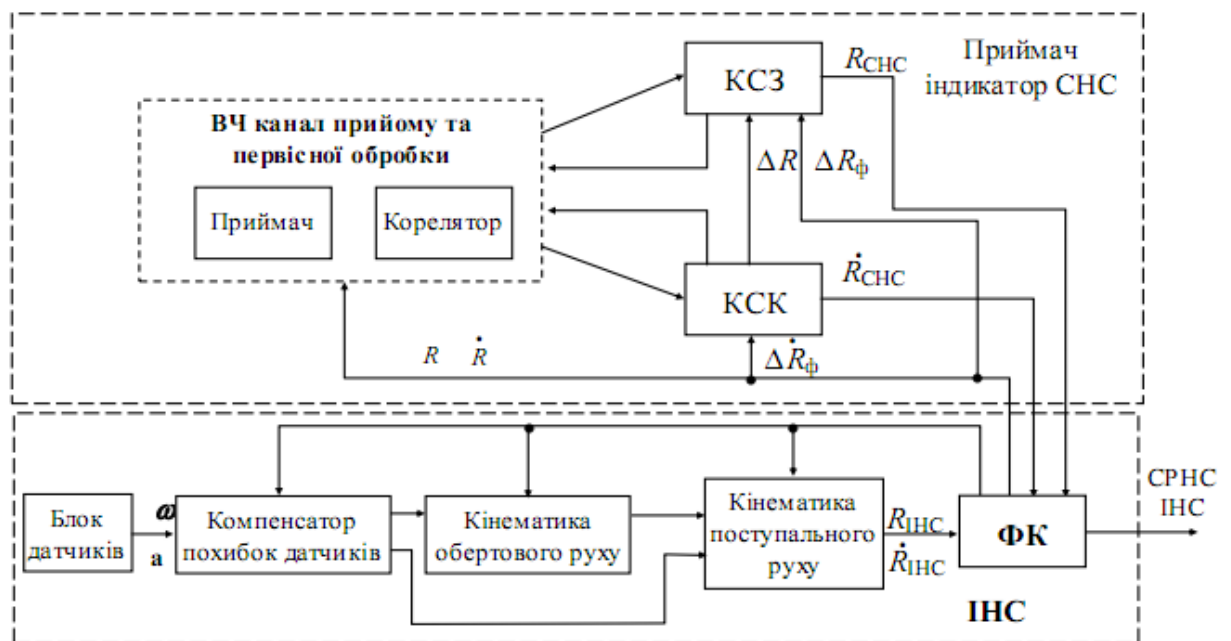 Приймач
індикатор СНС
КСЗ
R_СНС
ВЧ канал прийому та
первісної обробки
Приймач
Корелятор
ΔR
ΔR_ф
КСК
Ṙ_СНС
R Ṙ
ΔṘ_ф
Блок
датчиків
ω
a
Компенсатор
похибок датчиків
Кінематика
обертового руху
Кінематика
поступального
руху
R_ІНС
Ṙ_ІНС
ФК
СРНС
ІНС
ІНС